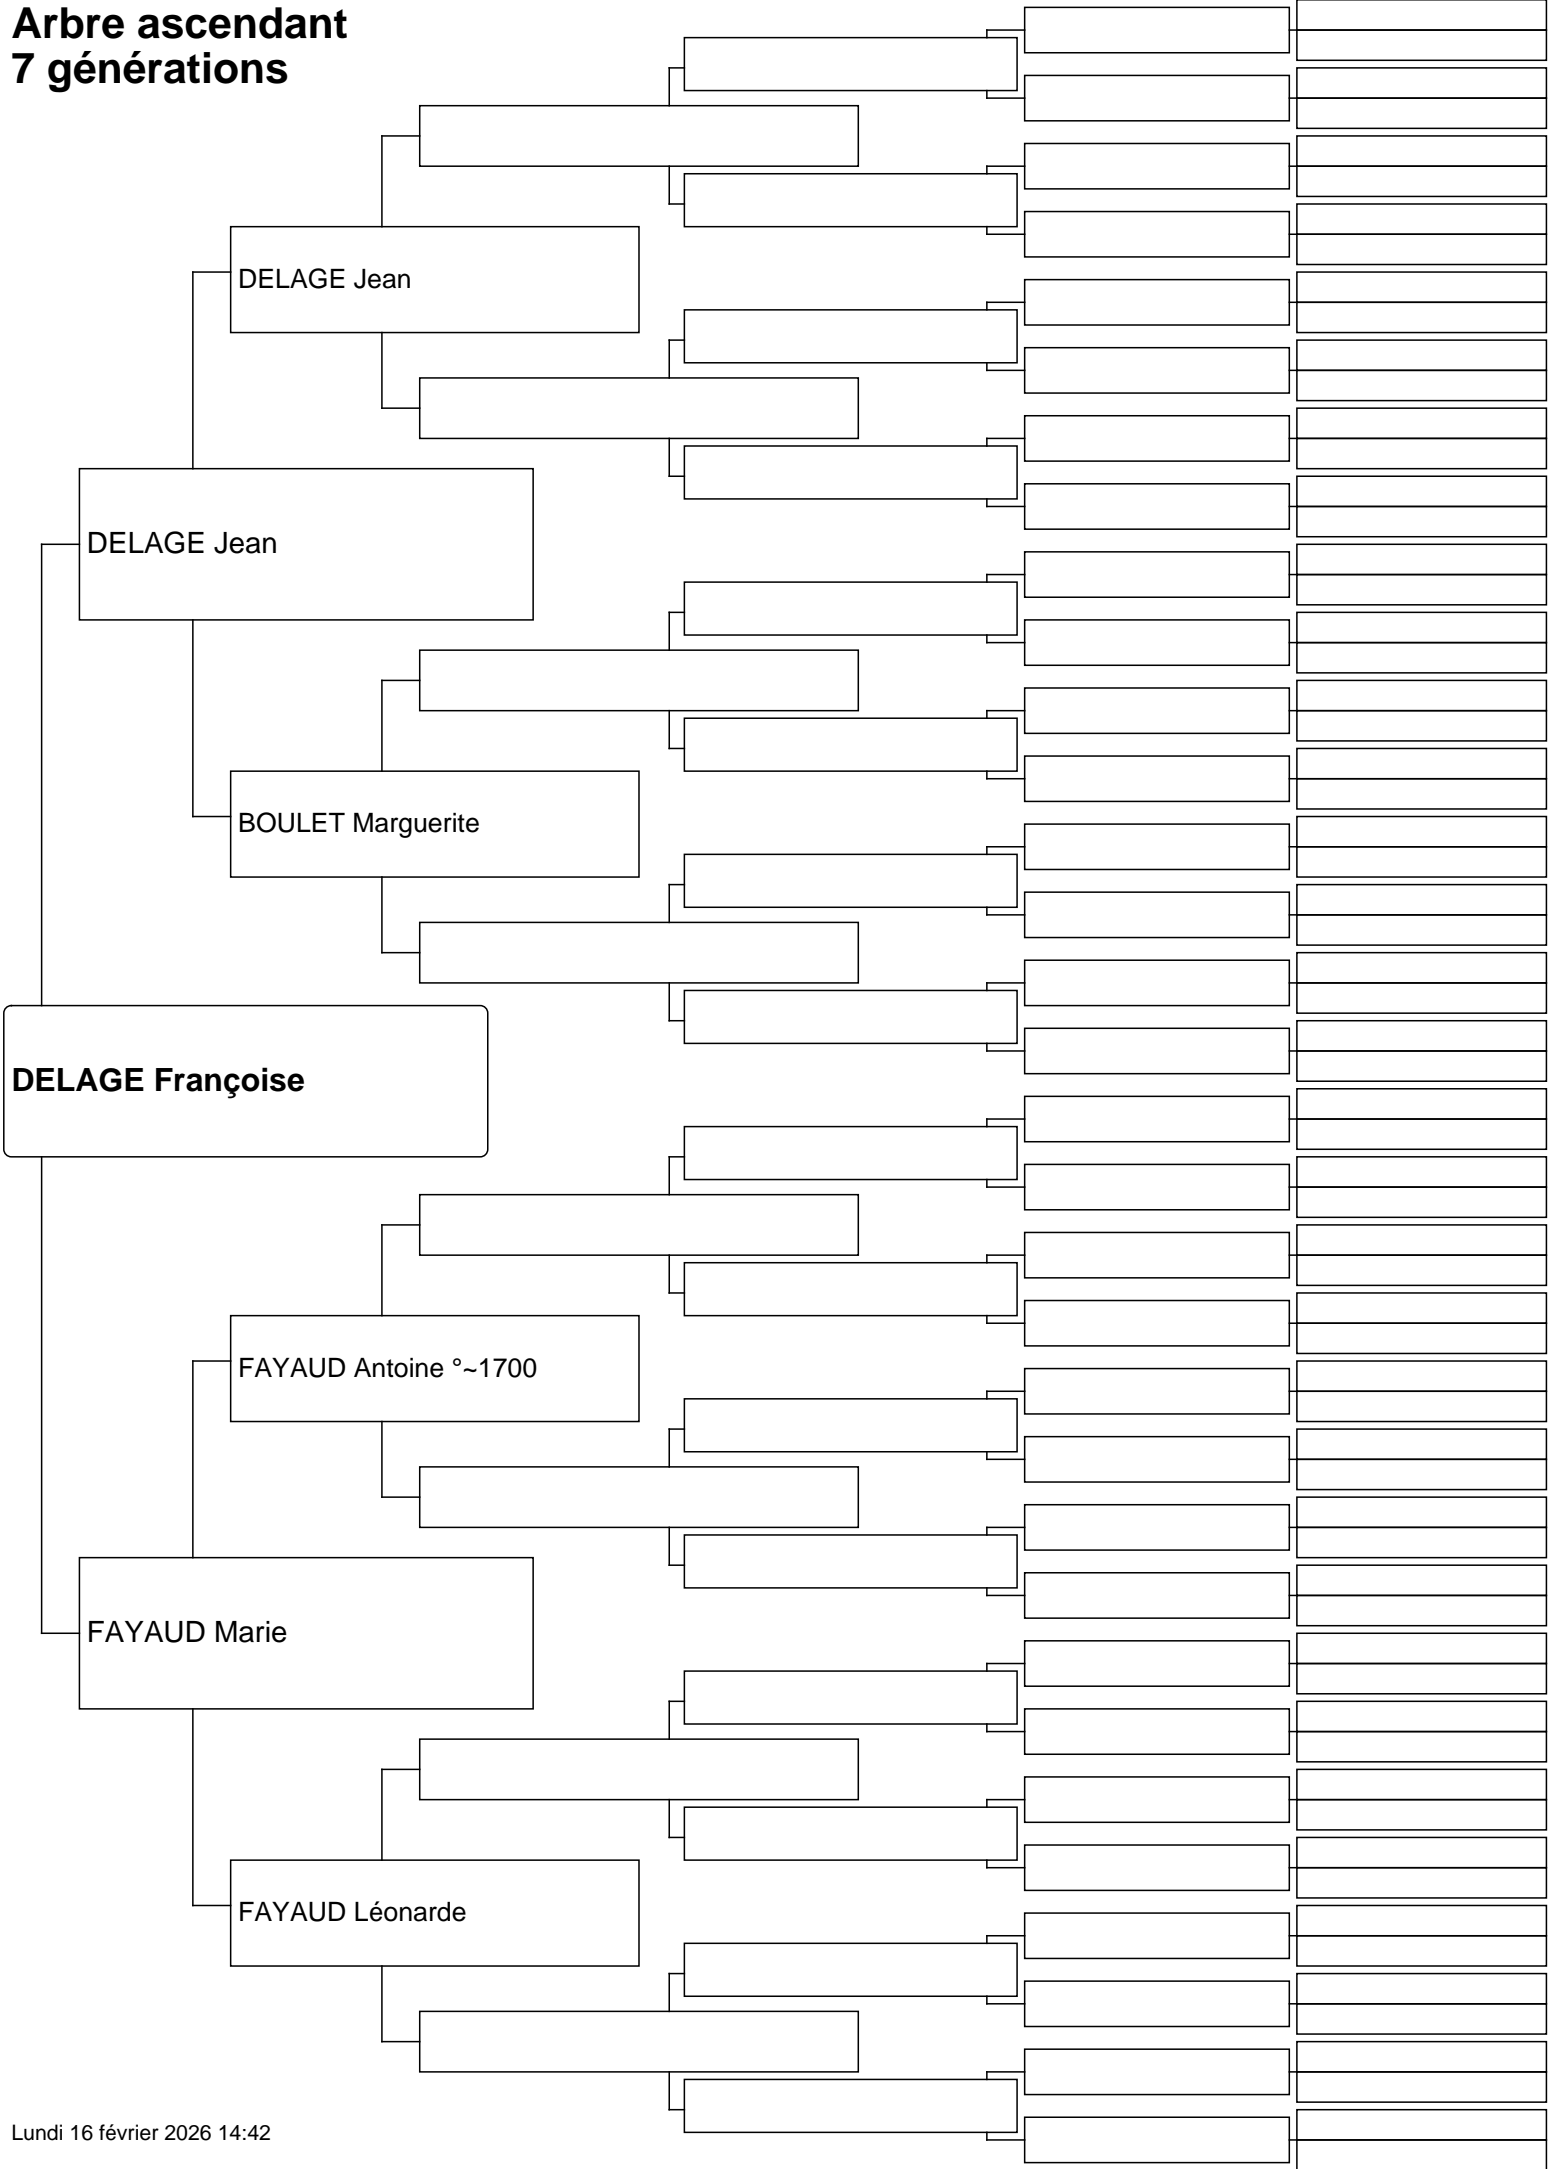 Arbre ascendant
7 générations
DELAGE Jean
DELAGE Jean
BOULET Marguerite
DELAGE Françoise
FAYAUD Antoine °~1700
FAYAUD Marie
FAYAUD Léonarde
Lundi 16 février 2026 14:42